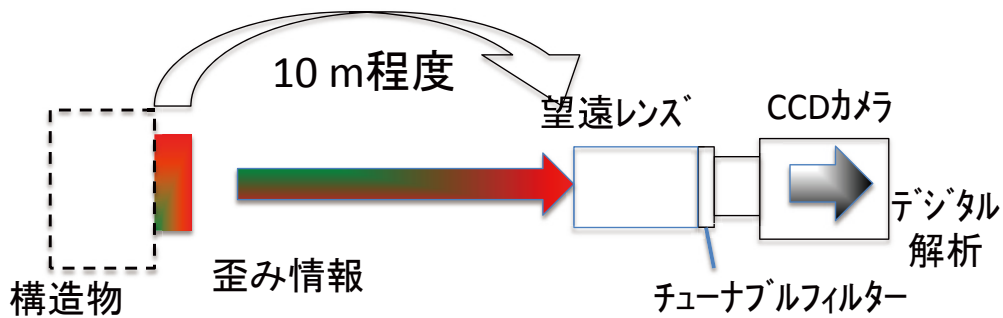 10 m程度
望遠レンズ
CCDカメラ
デジタル
解析
歪み情報
構造物
チューナブルフィルター